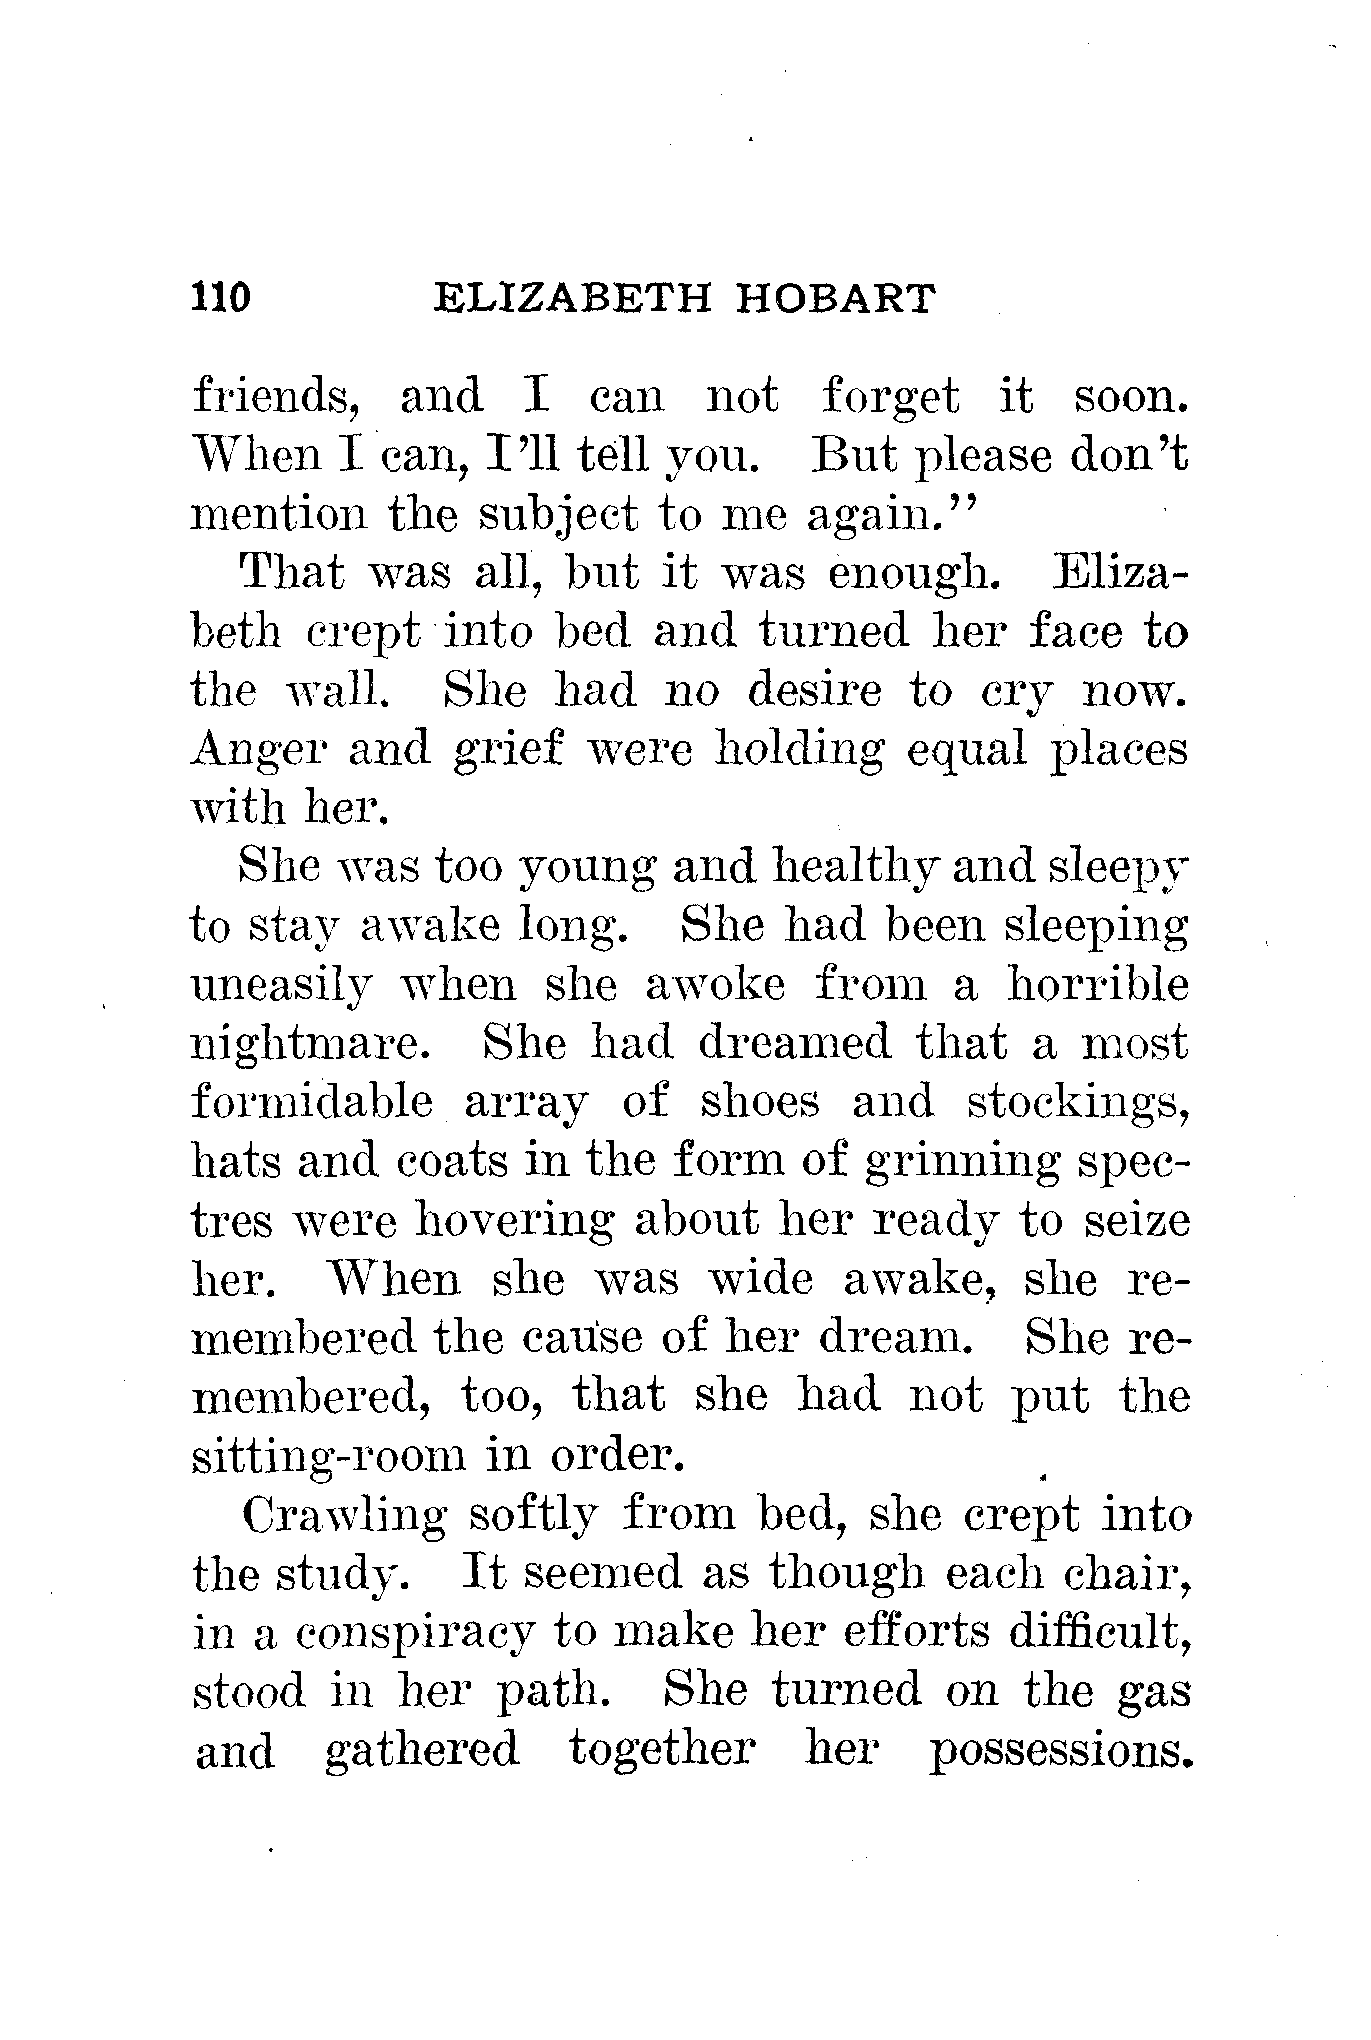 110 ELIZABETH HOBART
friends, and I can not forget it soon.
When I can, I'll tell you. But please don't
mention the subject to me again."
That was all, but it was enough. Eliza-
beth crept into bed and turned her face to
the wall. She had no desire to cry now.
Anger and grief were holding equal places
with her.
She was too young and healthy and sleepy
to stay awake long. She had been sleeping
uneasily when she awoke from a horrible
nightmare. She had dreamed that a most
formidable array of shoes and stockings,
hats and coats in the form of grinning spec-
tres were hovering about her ready to seize
her. When she was wide awake, she re-
membered the cause of her dream. She re-
membered, too, that she had not put the
sitting-room in order.
Crawling softly from bed, she crept into
the study. It seemed as though each chair,
in a conspiracy to make her efforts difficult,
stood in her path. She turned on the gas
and gathered together her possessions.